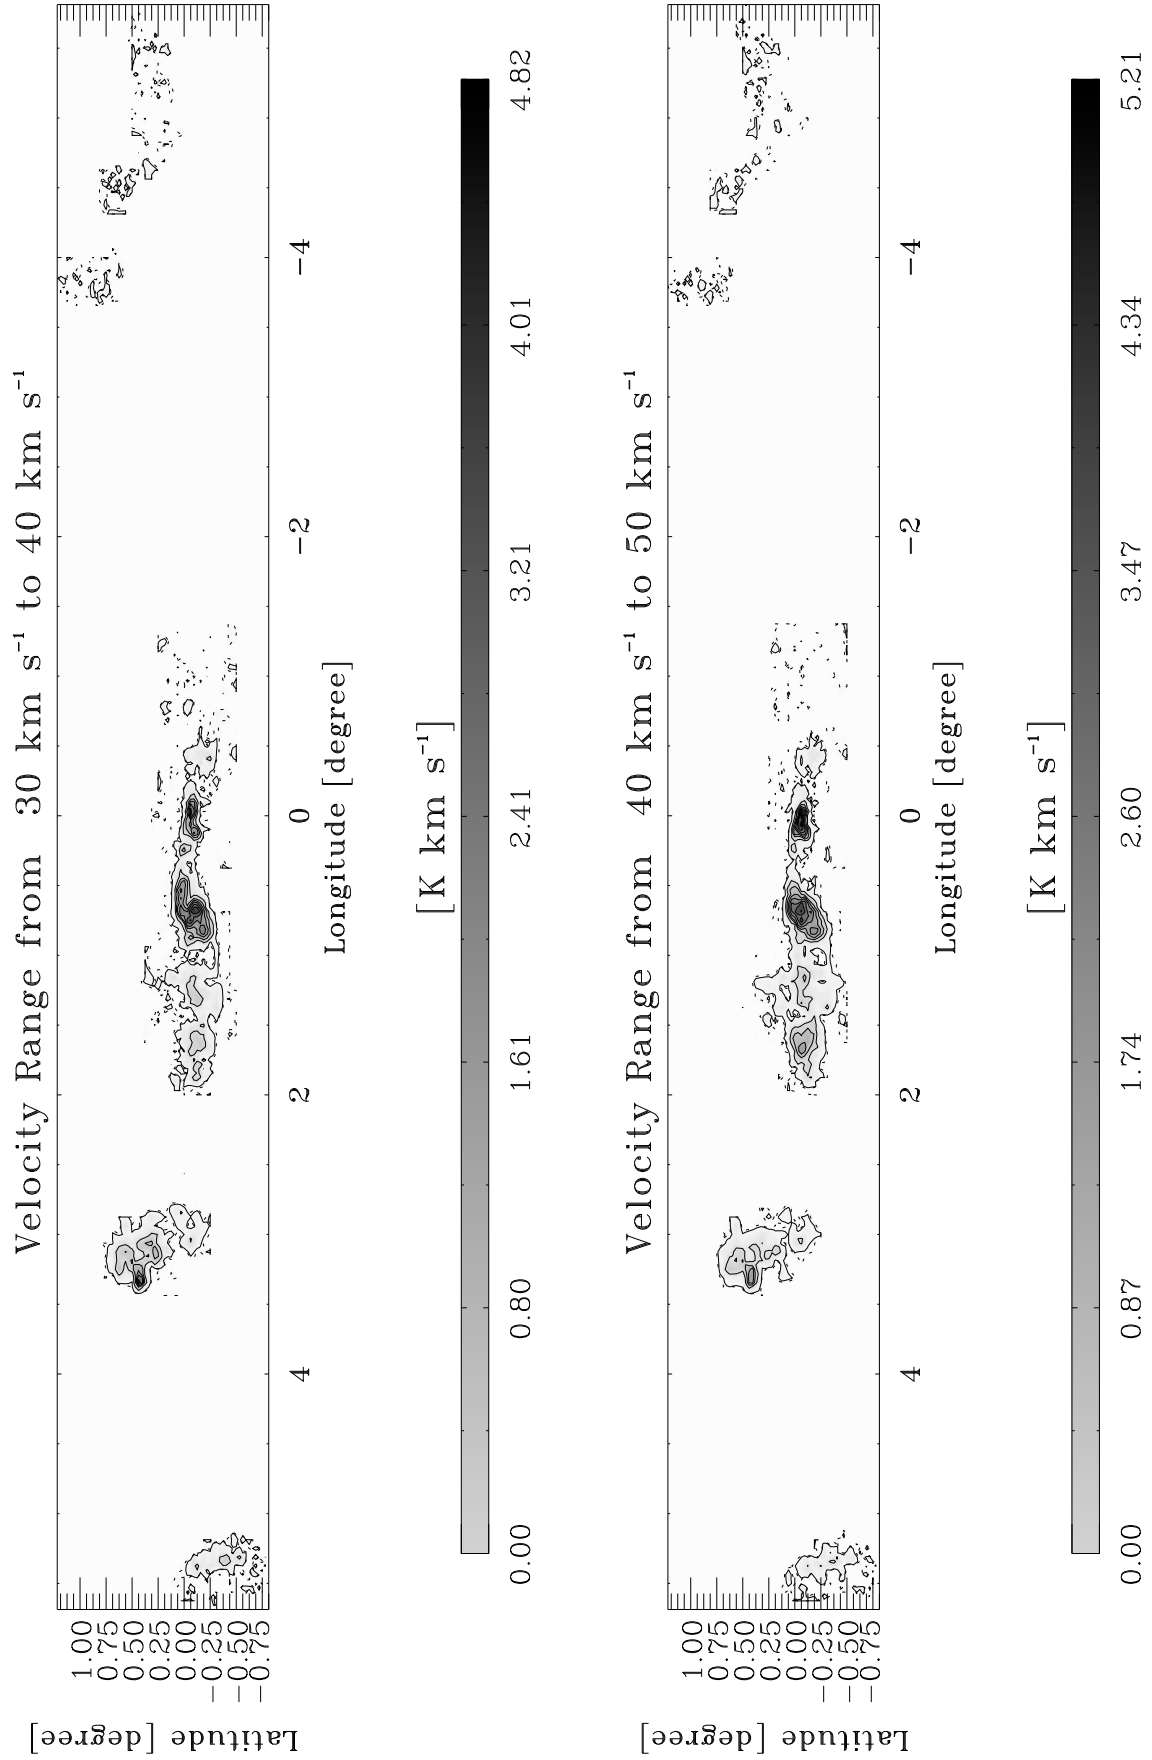 Velocity Range from 30 km s⁻¹ to 40 km s⁻¹
1.00
0.75
0.50
0.25
0.00
−0.25
−0.50
−0.75
Latitude [degree]
4 2 0 −2 −4
Longitude [degree]
[K km s⁻¹]
0.00 0.80 1.61 2.41 3.21 4.01 4.82
Velocity Range from 40 km s⁻¹ to 50 km s⁻¹
1.00
0.75
0.50
0.25
0.00
−0.25
−0.50
−0.75
Latitude [degree]
4 2 0 −2 −4
Longitude [degree]
[K km s⁻¹]
0.00 0.87 1.74 2.60 3.47 4.34 5.21